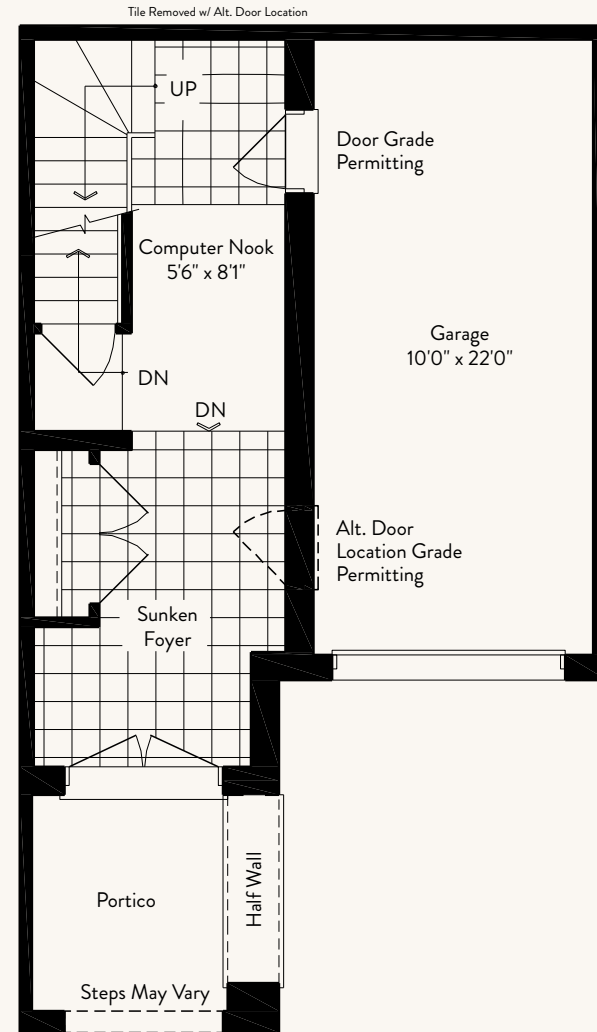 Tile Removed w/ Alt. Door Location
UP
Door Grade
Permitting
Computer Nook
5'6" x 8'1"
Garage
10'0" x 22'0"
DN
DN
Alt. Door
Location Grade
Permitting
Sunken
Foyer
Half Wall
Portico
Steps May Vary